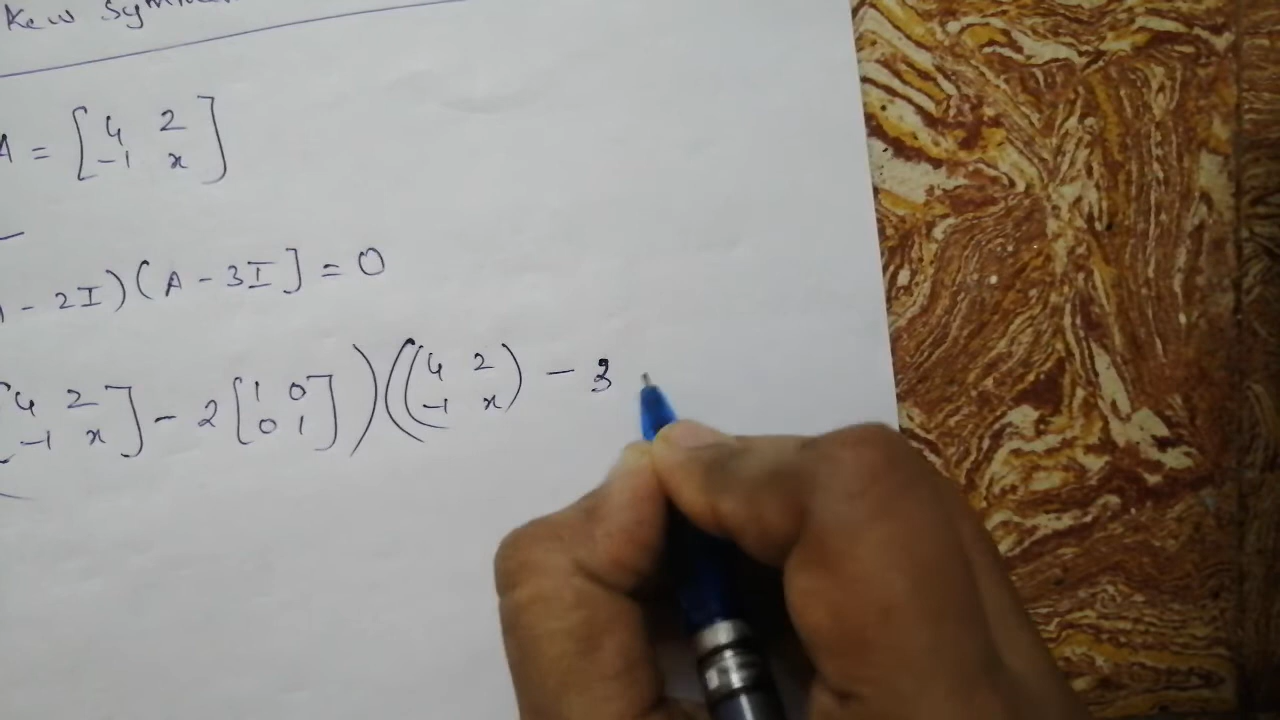 kew Symm
A = [ 4 2
-1 x ]
- 2I) ( A - 3I ] = 0
[ 4 2
-1 x ] - 2 [ 1 0
0 1 ] ) ( ( 4 2
-1 x ) - 3